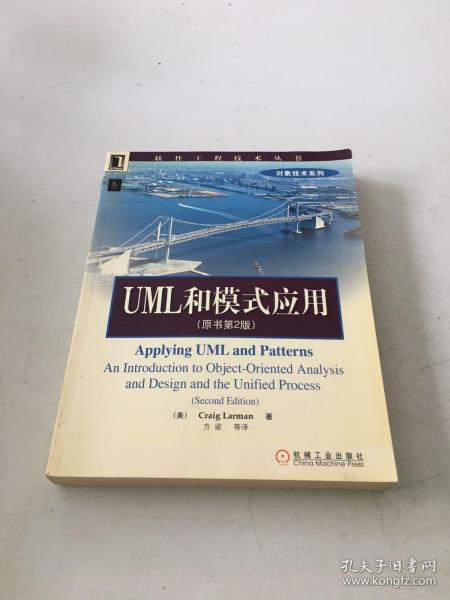 软件工程技术丛书
对象技术系列
UML和模式应用
(原书第2版)
Applying UML and Patterns
An Introduction to Object-Oriented Analysis
and Design and the Unified Process
(Second Edition)
(美) Craig Larman 著
方梁 等译
机械工业出版社
China Machine Press
孔夫子旧书网
www.kongfz.com